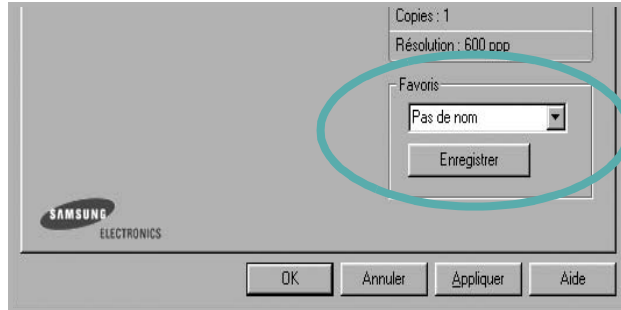 Copies : 1
Résolution : 600 ppp
Favoris
Pas de nom
Enregistrer
SAMSUNG
ELECTRONICS
OK Annuler Appliquer Aide